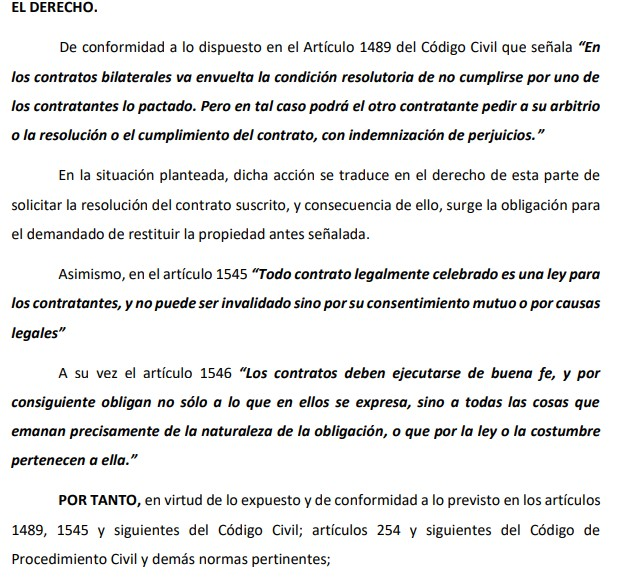 EL DERECHO.
De conformidad a lo dispuesto en el Artículo 1489 del Código Civil que señala “En
los contratos bilaterales va envuelta la condición resolutoria de no cumplirse por uno de
los contratantes lo pactado. Pero en tal caso podrá el otro contratante pedir a su arbitrio
o la resolución o el cumplimiento del contrato, con indemnización de perjuicios.”
En la situación planteada, dicha acción se traduce en el derecho de esta parte de
solicitar la resolución del contrato suscrito, y consecuencia de ello, surge la obligación para
el demandado de restituir la propiedad antes señalada.
Asimismo, en el artículo 1545 “Todo contrato legalmente celebrado es una ley para
los contratantes, y no puede ser invalidado sino por su consentimiento mutuo o por causas
legales”
A su vez el artículo 1546 “Los contratos deben ejecutarse de buena fe, y por
consiguiente obligan no sólo a lo que en ellos se expresa, sino a todas las cosas que
emanan precisamente de la naturaleza de la obligación, o que por la ley o la costumbre
pertenecen a ella.”
POR TANTO, en virtud de lo expuesto y de conformidad a lo previsto en los artículos
1489, 1545 y siguientes del Código Civil; artículos 254 y siguientes del Código de
Procedimiento Civil y demás normas pertinentes;